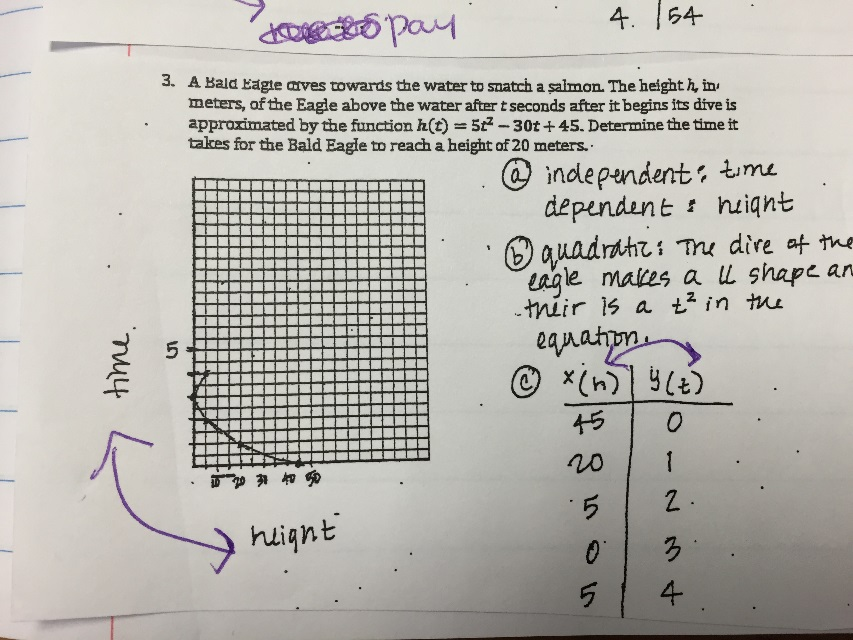 pay
4. 154
3. A Bald Eagle dives towards the water to snatch a salmon. The height h, in
meters, of the Eagle above the water after t seconds after it begins its dive is
approximated by the function h(t) = 5t² – 30t + 45. Determine the time it
takes for the Bald Eagle to reach a height of 20 meters.
(a) independent: time
dependent: height
(b) quadratic: The dive of the
eagle makes a U shape an
their is a t² in the
equation.
(c) x(h) y(t)
45 0
20 1
5 2
0 3
5 4
5
time
10 20 30 40 50
height